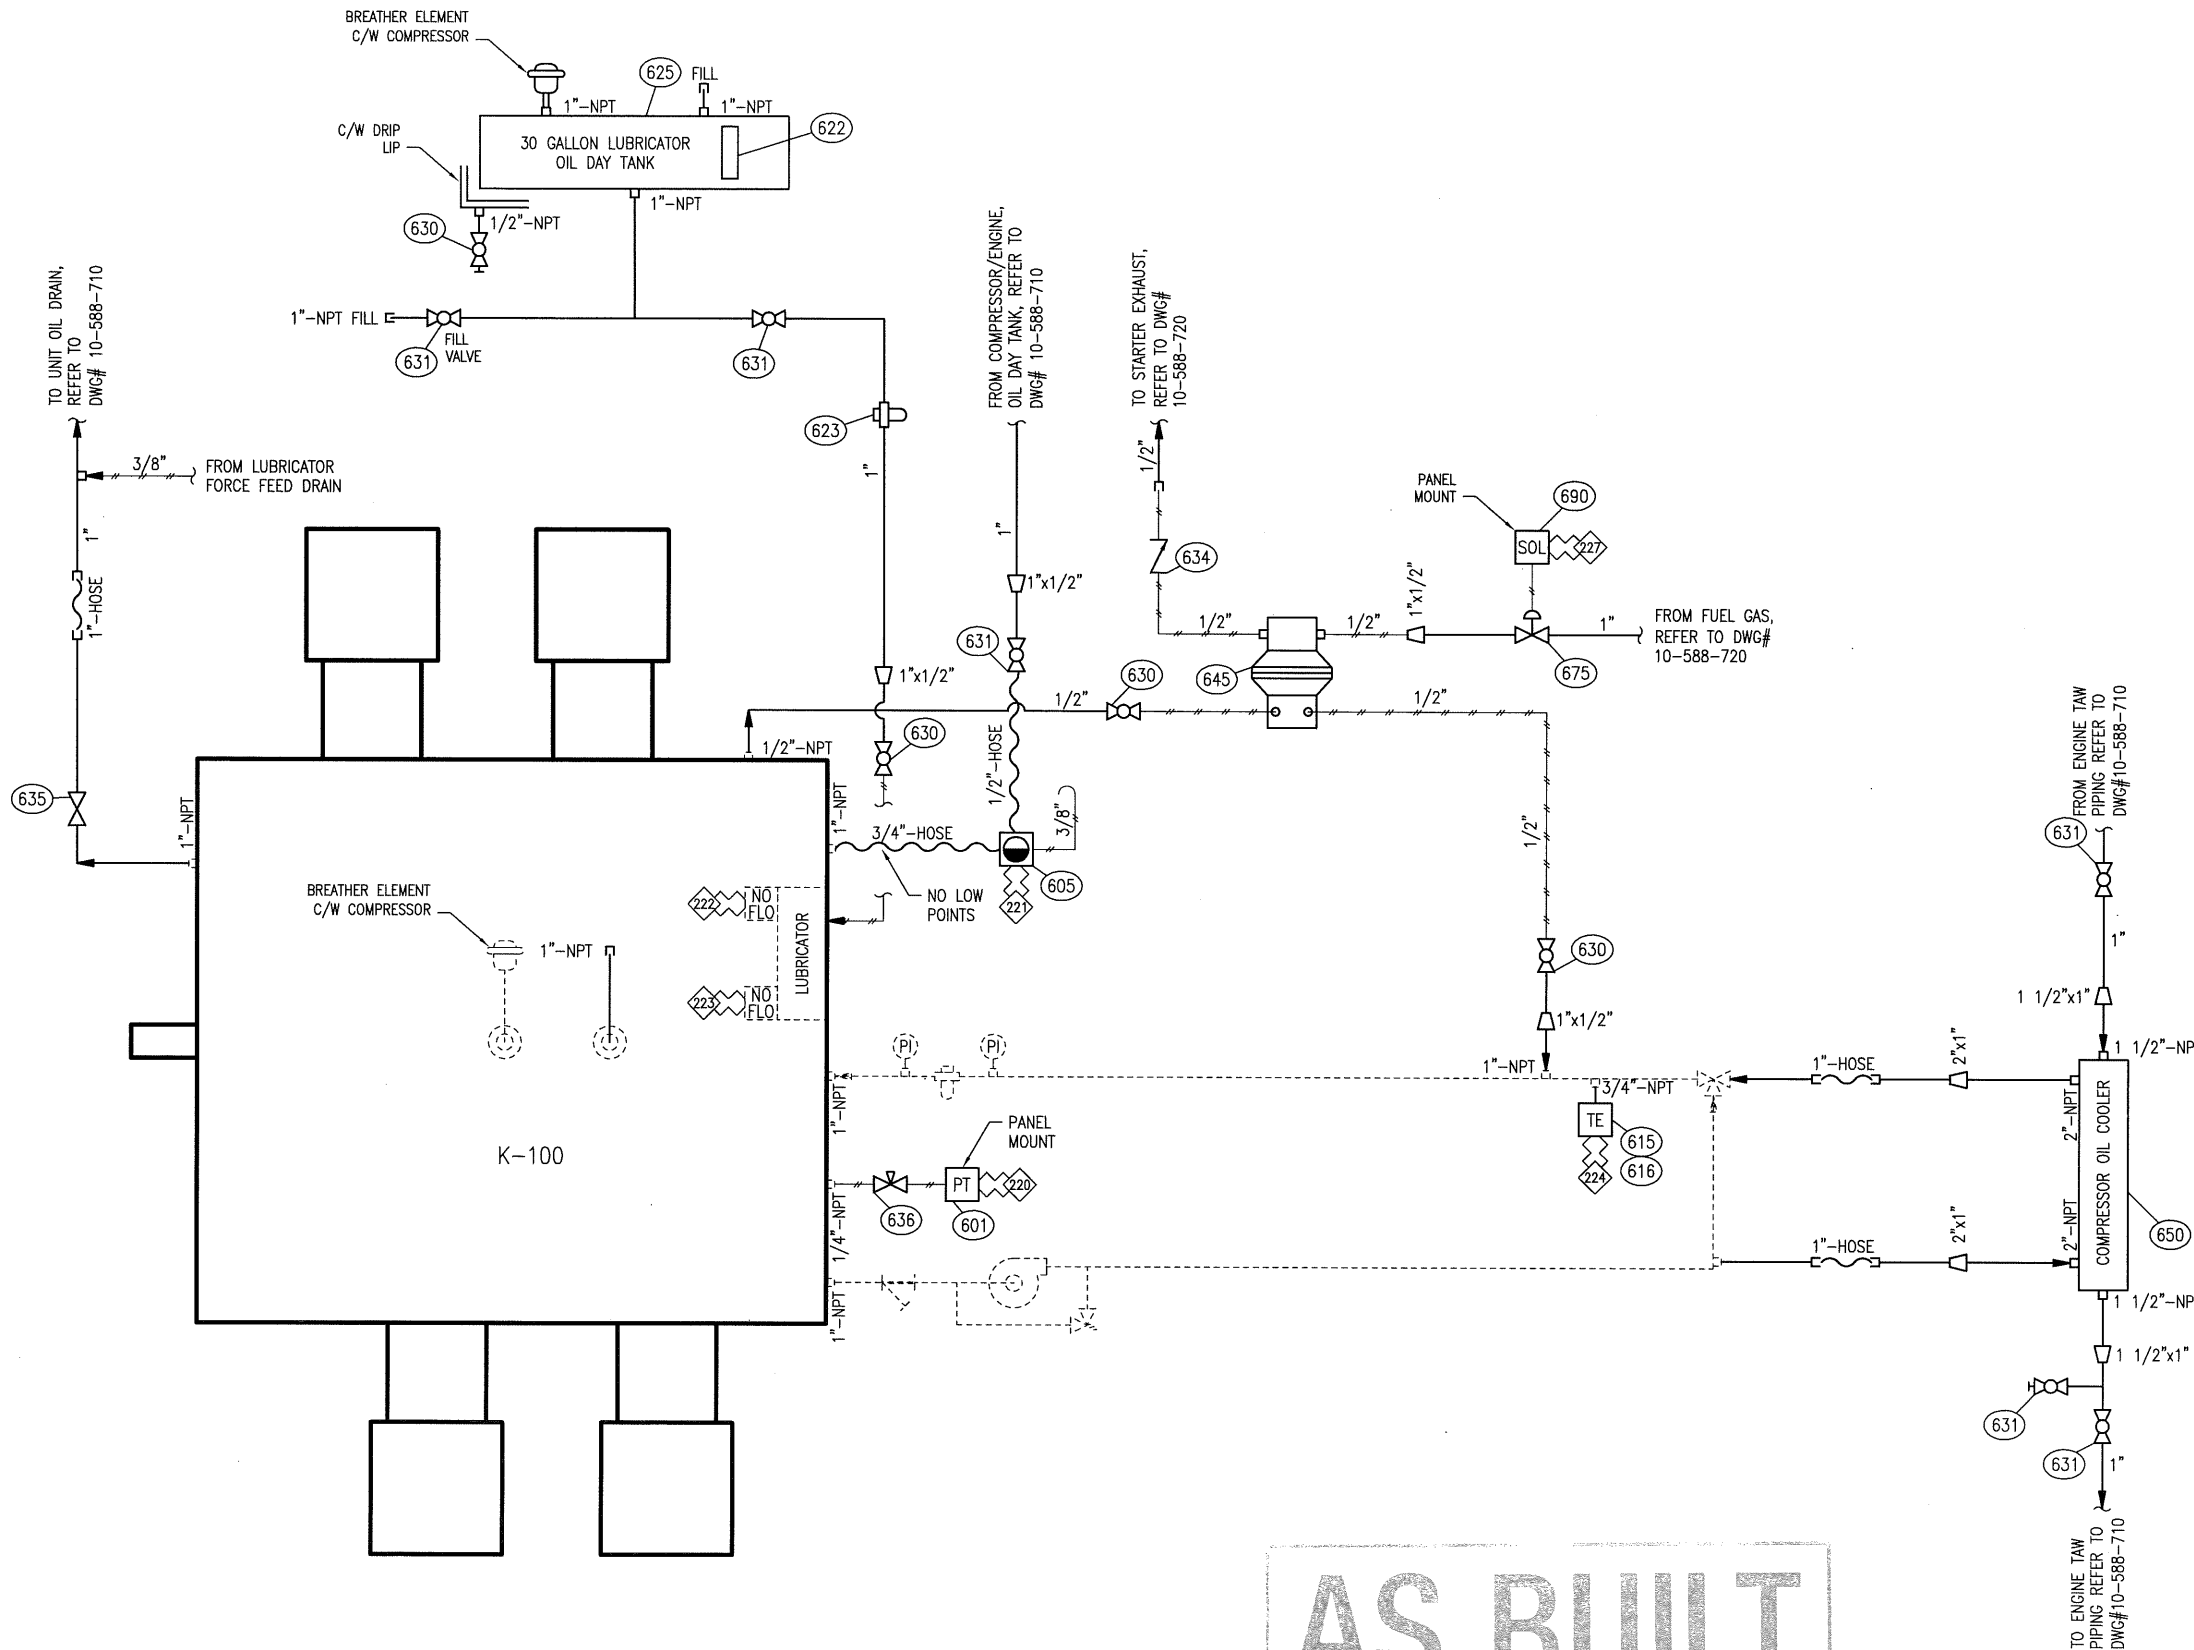 BREATHER ELEMENT
C/W COMPRESSOR
625
FILL
1"-NPT
1"-NPT
622
C/W DRIP
LIP
30 GALLON LUBRICATOR
OIL DAY TANK
1"-NPT
1/2"-NPT
630
1"-NPT FILL
FILL
VALVE
631
631
TO UNIT OIL DRAIN,
REFER TO
DWG# 10-588-710
FROM COMPRESSOR/ENGINE,
OIL DAY TANK, REFER TO
DWG# 10-588-710
TO STARTER EXHAUST,
REFER TO DWG#
10-588-720
623
1"
3/8"
FROM LUBRICATOR
FORCE FEED DRAIN
1"
1"-HOSE
1"
1"x1/2"
631
1/2"
634
PANEL
MOUNT
690
SOL
227
1/2"
1/2"
1"x1/2"
1"
FROM FUEL GAS,
REFER TO DWG#
10-588-720
675
645
1"x1/2"
630
1/2"
630
1/2"
1/2"-NPT
1/2"-HOSE
635
1"-NPT
1"-NPT
3/4"-HOSE
3/8"
605
221
NO LOW
POINTS
1/2"
FROM ENGINE TAW
PIPING REFER TO
DWG#10-588-710
631
1"
BREATHER ELEMENT
C/W COMPRESSOR
1"-NPT
222
NO
FLO
LUBRICATOR
223
NO
FLO
630
1"x1/2"
1 1/2"x1"
1 1/2"-NP
PI
PI
1"-NPT
1"-NPT
3/4"-NPT
TE
615
616
224
1"-HOSE
2"x1"
2"-NPT
COMPRESSOR OIL COOLER
650
K-100
PANEL
MOUNT
PT
220
636
601
1/4"-NPT
1"-NPT
1"-HOSE
2"x1"
2"-NPT
1 1/2"-NP
1 1/2"x1"
631
631
1"
TO ENGINE TAW
PIPING REFER TO
DWG#10-588-710
AS BUILT